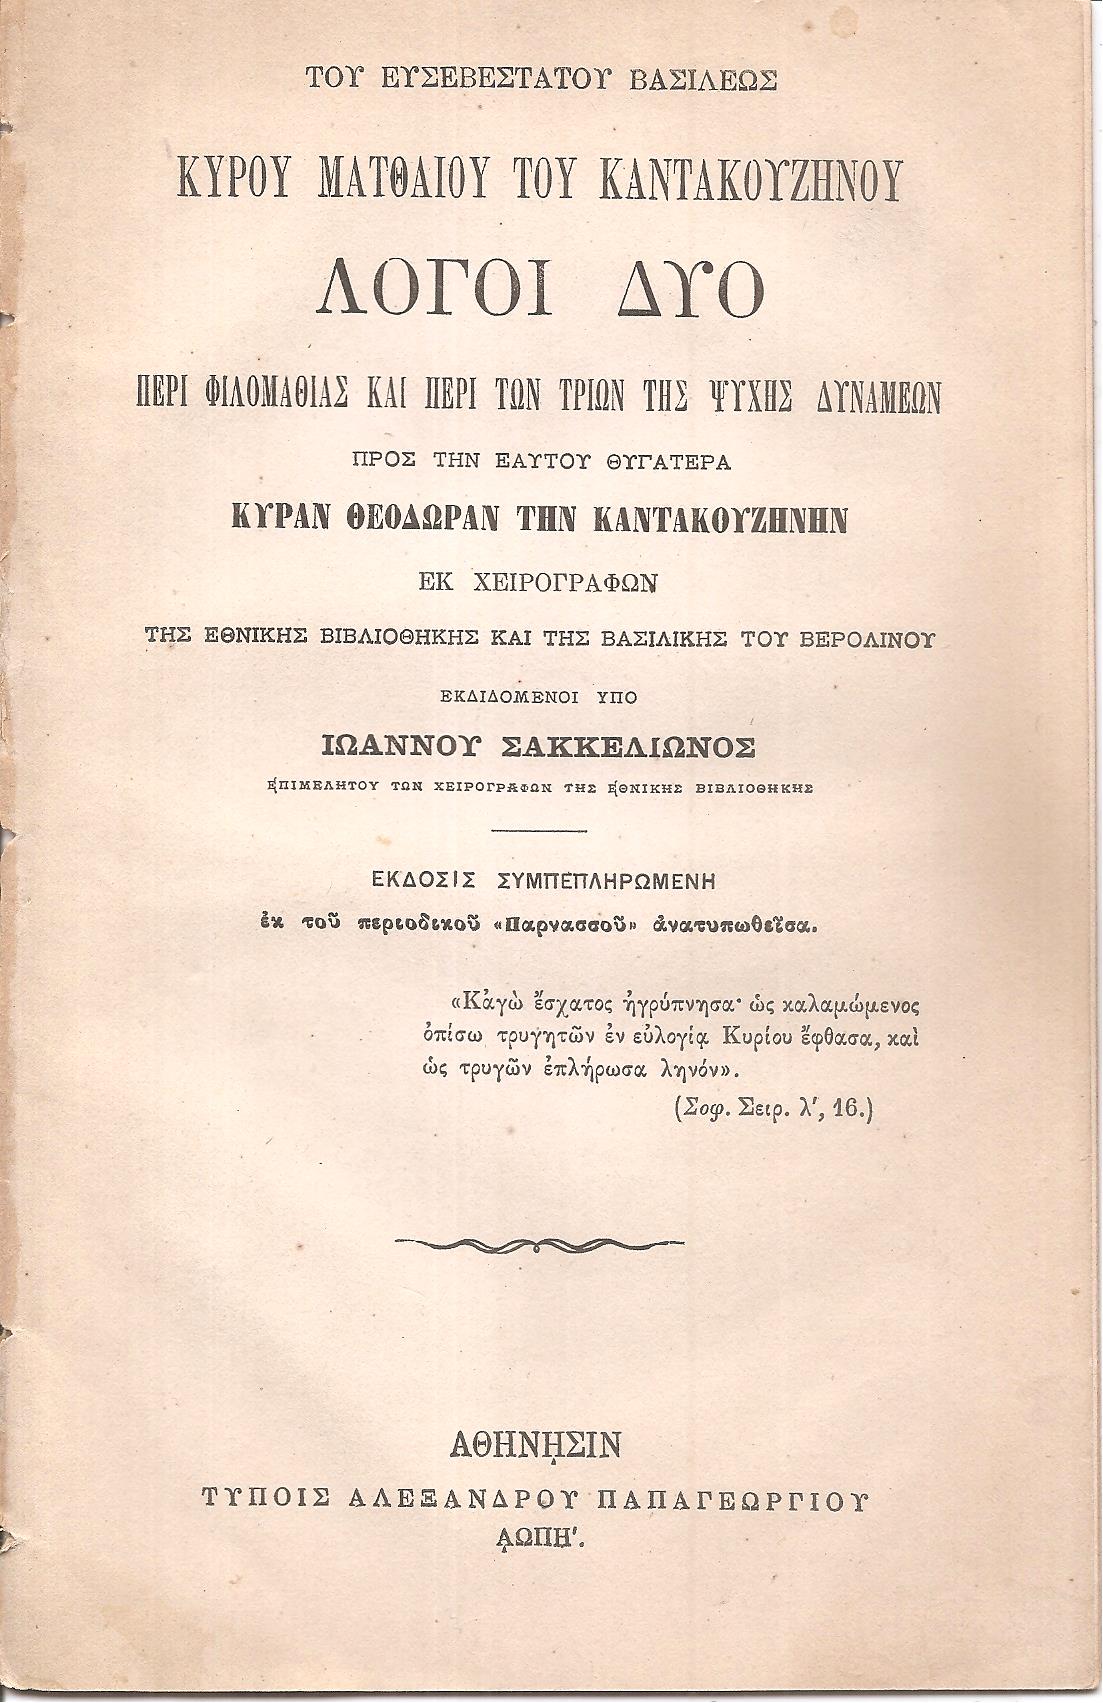 ΤΟΥ ΕΥΣΕΒΕΣΤΑΤΟΥ ΒΑΣΙΛΕΩΣ
ΚΥΡΟΥ ΜΑΤΘΑΙΟΥ ΤΟΥ ΚΑΝΤΑΚΟΥΖΗΝΟΥ
ΛΟΓΟΙ ΔΥΟ
ΠΕΡΙ ΦΙΛΟΜΑΘΙΑΣ ΚΑΙ ΠΕΡΙ ΤΩΝ ΤΡΙΩΝ ΤΗΣ ΨΥΧΗΣ ΔΥΝΑΜΕΩΝ
ΠΡΟΣ ΤΗΝ ΕΑΥΤΟΥ ΘΥΓΑΤΕΡΑ
ΚΥΡΑΝ ΘΕΟΔΩΡΑΝ ΤΗΝ ΚΑΝΤΑΚΟΥΖΗΝΗΝ
ΕΚ ΧΕΙΡΟΓΡΑΦΩΝ
ΤΗΣ ΕΘΝΙΚΗΣ ΒΙΒΛΙΟΘΗΚΗΣ ΚΑΙ ΤΗΣ ΒΑΣΙΛΙΚΗΣ ΤΟΥ ΒΕΡΟΛΙΝΟΥ
ΕΚΔΙΔΟΜΕΝΟΙ ΥΠΟ
ΙΩΑΝΝΟΥ ΣΑΚΚΕΛΙΩΝΟΣ
ἘΠΙΜΕΛΗΤΟΥ ΤΩΝ ΧΕΙΡΟΓΡΑΦΩΝ ΤΗΣ ἘΘΝΙΚΗΣ ΒΙΒΛΙΟΘΗΚΗΣ
ΕΚΔΟΣΙΣ ΣΥΜΠΕΠΛΗΡΩΜΕΝΗ
ἐκ τοῦ περιοδικοῦ «Παρνασσοῦ» ἀνατυπωθεῖσα.
«Κἀγὼ ἔσχατος ἠγρύπνησα· ὡς καλαμώμενος
ὀπίσω τρυγητῶν ἐν εὐλογίᾳ Κυρίου ἔφθασα, καὶ
ὡς τρυγῶν ἐπλήρωσα ληνόν».
(Σοφ. Σειρ. λ′, 16.)
ΑΘΗΝΗΣΙΝ
ΤΥΠΟΙΣ ΑΛΕΞΑΝΔΡΟΥ ΠΑΠΑΓΕΩΡΓΙΟΥ
͵ΑΩΠΗ′.